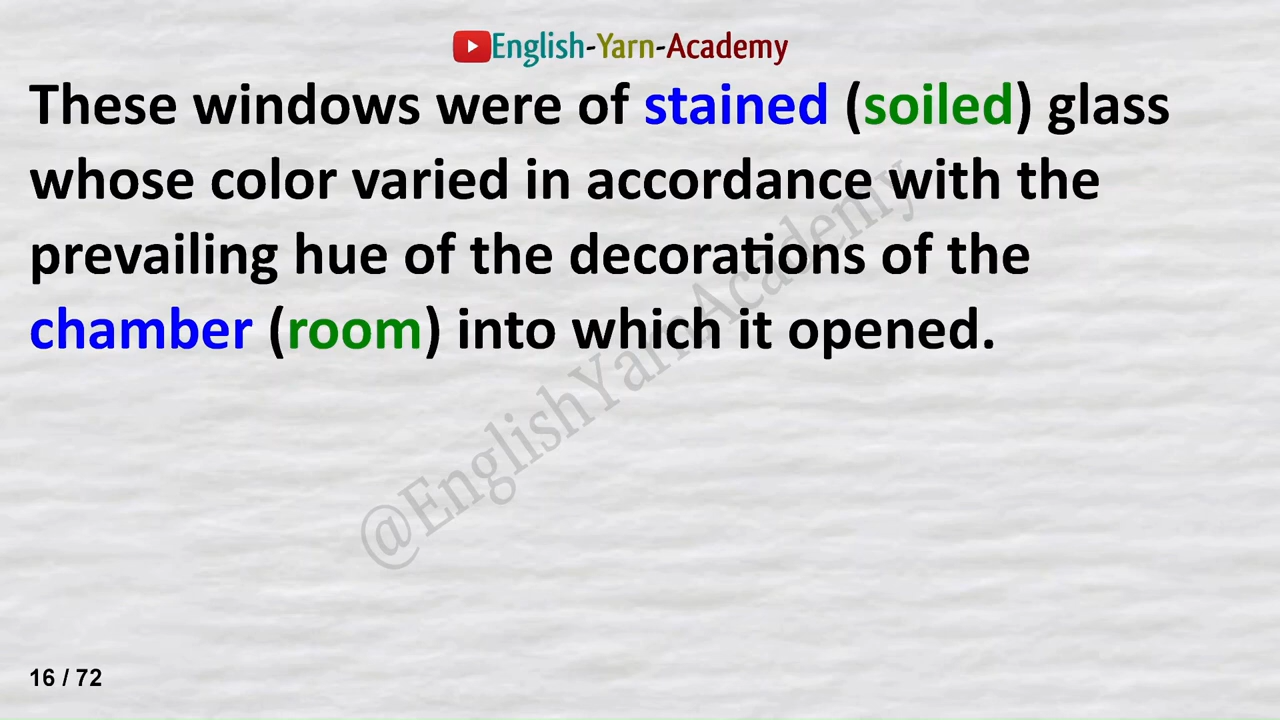 English-Yarn-Academy
These windows were of stained (soiled) glass
whose color varied in accordance with the
prevailing hue of the decorations of the
chamber (room) into which it opened.
@EnglishYarnAcademy
16 / 72